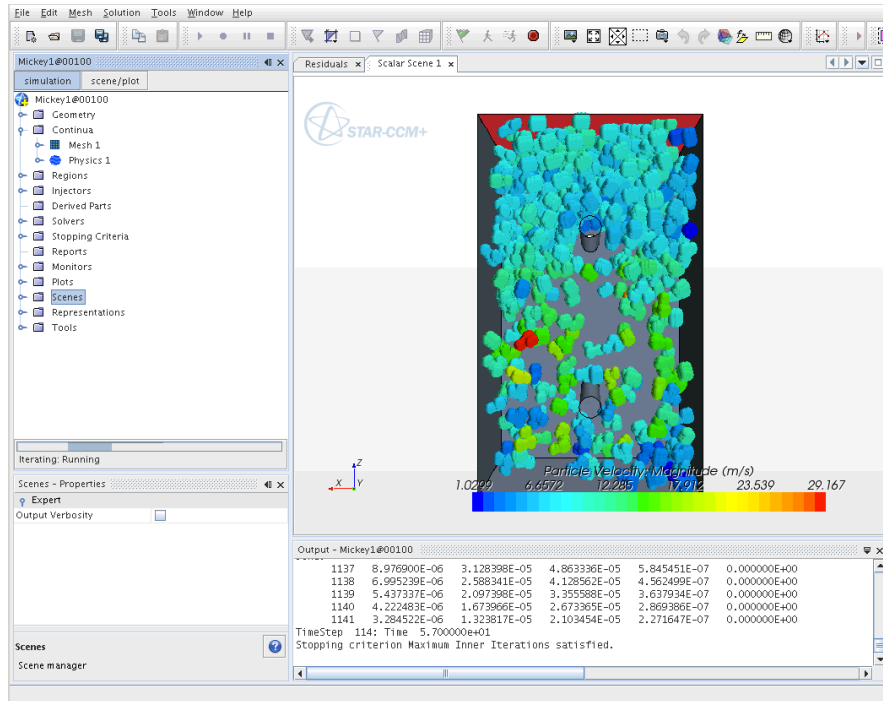 File Edit Mesh Solution Tools Window Help
Mickey1@00100
simulation scene/plot
Mickey1@00100
Geometry
Continua
Mesh 1
Physics 1
Regions
Injectors
Derived Parts
Solvers
Stopping Criteria
Reports
Monitors
Plots
Scenes
Representations
Tools
Iterating: Running
Scenes - Properties
Expert
Output Verbosity
Scenes
Scene manager
Residuals Scalar Scene 1
STAR-CCM+
Z
X Y
Particle Velocity: Magnitude (m/s)
1.0299 6.6572 12.285 17.912 23.539 29.167
Output - Mickey1@00100
1137 8.976900E-06 3.128398E-05 4.863336E-05 5.845451E-07 0.000000E+00
1138 6.995239E-06 2.588341E-05 4.128562E-05 4.562499E-07 0.000000E+00
1139 5.437337E-06 2.097398E-05 3.355588E-05 3.637934E-07 0.000000E+00
1140 4.222483E-06 1.673966E-05 2.673365E-05 2.869386E-07 0.000000E+00
1141 3.284522E-06 1.323817E-05 2.103454E-05 2.271647E-07 0.000000E+00
TimeStep 114: Time 5.700000e+01
Stopping criterion Maximum Inner Iterations satisfied.